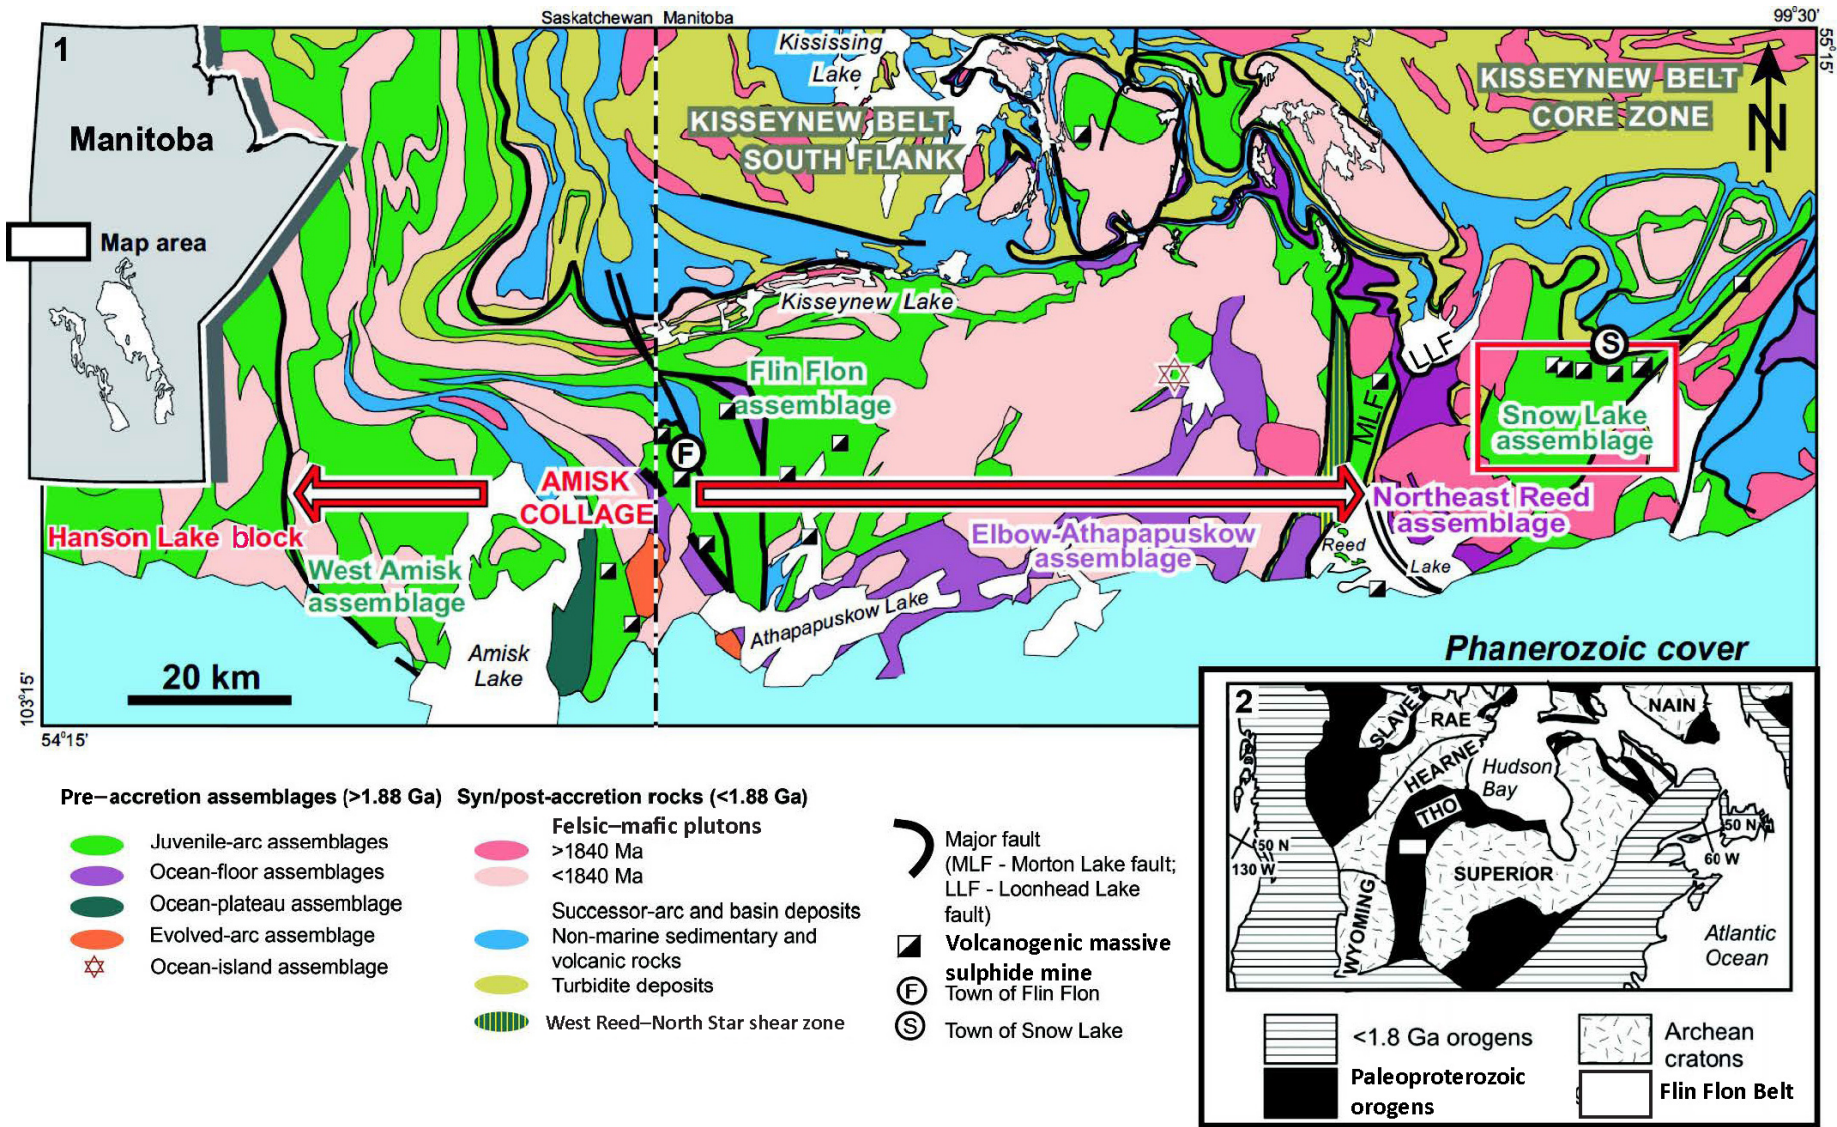 Saskatchewan Manitoba
99°30'
55°15'
1
Manitoba
Map area
Kississing
Lake
KISSEYNEW BELT
SOUTH FLANK
KISSEYNEW BELT
CORE ZONE
N
Kisseynew Lake
Flin Flon
assemblage
LLF
MLF
S
Snow Lake
assemblage
F
AMISK
COLLAGE
Hanson Lake block
West Amisk
assemblage
Elbow-Athapapuskow
assemblage
Northeast Reed
assemblage
Reed
Lake
Athapapuskow Lake
Amisk
Lake
20 km
Phanerozoic cover
103°15'
54°15'
2
SLAVE
RAE
NAIN
HEARNE
Hudson
Bay
THO
50 N
130 W
50 N
60 W
SUPERIOR
WYOMING
Atlantic
Ocean
<1.8 Ga orogens
Archean
cratons
Paleoproterozoic
orogens
Flin Flon Belt
Pre–accretion assemblages (>1.88 Ga)
Juvenile-arc assemblages
Ocean-floor assemblages
Ocean-plateau assemblage
Evolved-arc assemblage
Ocean-island assemblage
Syn/post-accretion rocks (<1.88 Ga)
Felsic–mafic plutons
>1840 Ma
<1840 Ma
Successor-arc and basin deposits
Non-marine sedimentary and
volcanic rocks
Turbidite deposits
West Reed–North Star shear zone
Major fault
(MLF - Morton Lake fault;
LLF - Loonhead Lake
fault)
Volcanogenic massive
sulphide mine
F Town of Flin Flon
S Town of Snow Lake